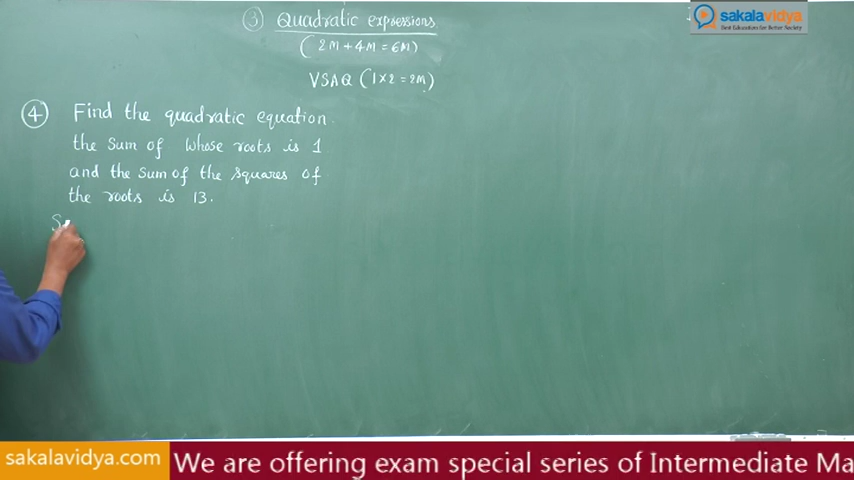 ③ Quadratic expressions.
(2M+4M=6M)
VSAQ (1×2=2M)
④ Find the quadratic equation.
the sum of whose roots is 1
and the sum of the squares of
the roots is 13.
S
sakalavidya
Best Education for Better Society
sakalavidya.com
We are offering exam special series of Intermediate Ma